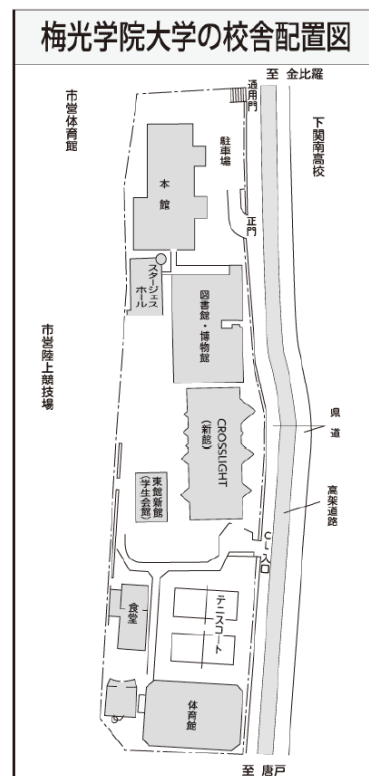 梅光学院大学の校舎配置図
至 金比羅
通用門
市営体育館
下関南高校
駐車場
本館
正門
スタージェス
ホール
図書館・博物館
市営陸上競技場
CROSSLIGHT
(新館)
県道
高架道路
東館新館
(学生会館)
CL入口
テニスコート
食堂
体育館
至 唐戸